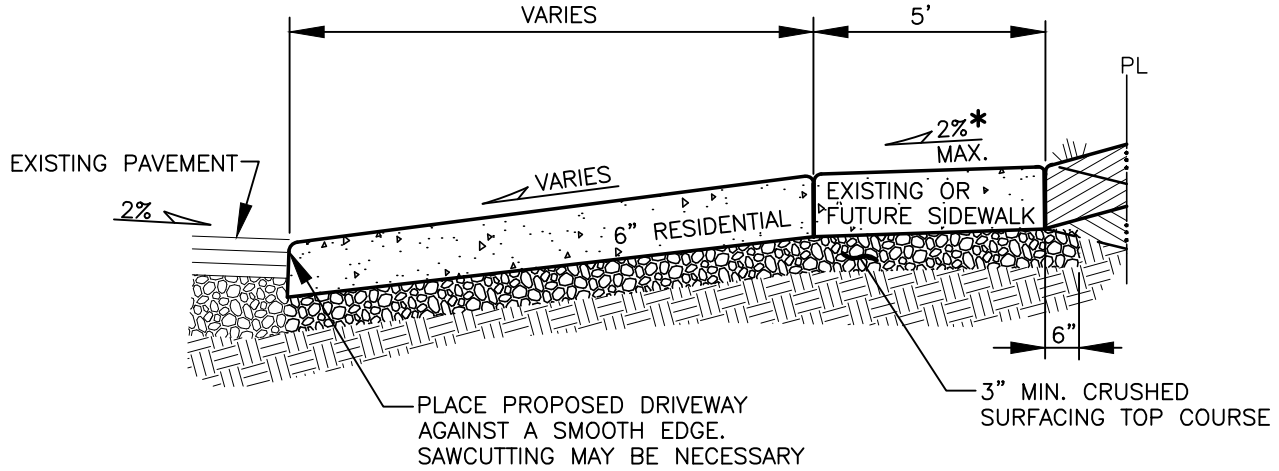 VARIES
5'
PL
2%*
MAX.
EXISTING PAVEMENT
VARIES
2%
EXISTING OR
FUTURE SIDEWALK
6" RESIDENTIAL
6"
3" MIN. CRUSHED
SURFACING TOP COURSE
PLACE PROPOSED DRIVEWAY
AGAINST A SMOOTH EDGE.
SAWCUTTING MAY BE NECESSARY